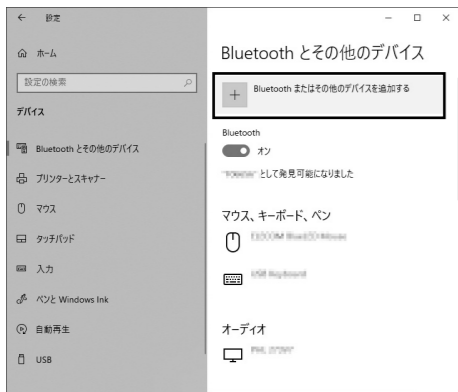 設定
ホーム
設定の検索
デバイス
Bluetooth とその他のデバイス
プリンターとスキャナー
マウス
タッチパッド
入力
ペンと Windows Ink
自動再生
USB
Bluetooth とその他のデバイス
Bluetooth またはその他のデバイスを追加する
Bluetooth
オン
として発見可能になりました
マウス、キーボード、ペン
オーディオ